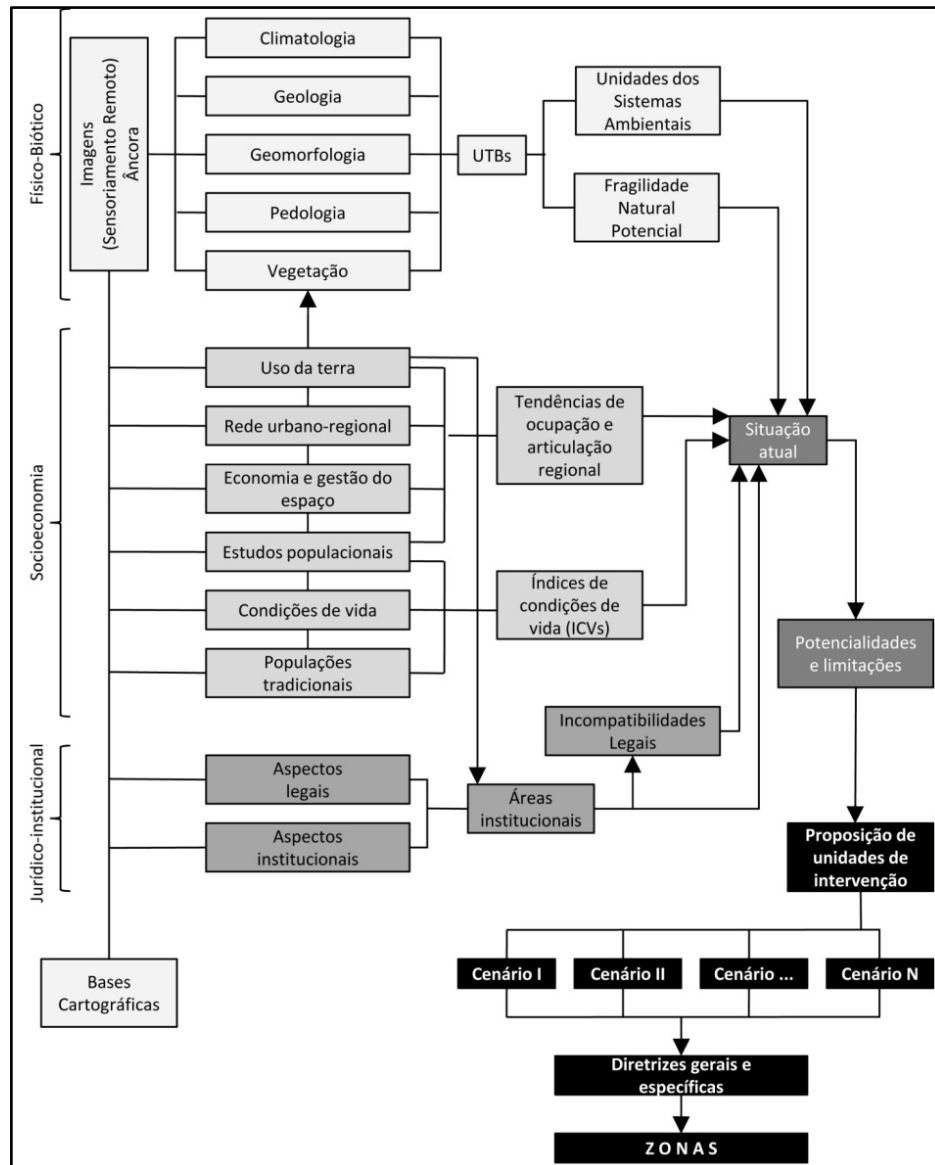 Físico-Biótico
Imagens
(Sensoriamento Remoto)
Âncora
Climatologia
Geologia
Geomorfologia
Pedologia
Vegetação
UTBs
Unidades dos
Sistemas
Ambientais
Fragilidade
Natural
Potencial
Socioeconomia
Uso da terra
Rede urbano-regional
Economia e gestão do
espaço
Estudos populacionais
Condições de vida
Populações
tradicionais
Tendências de
ocupação e
articulação
regional
Índices de
condições de
vida (ICVs)
Situação
atual
Potencialidades
e limitações
Jurídico-institucional
Aspectos
legais
Aspectos
institucionais
Áreas
institucionais
Incompatibilidades
Legais
Proposição de
unidades de
intervenção
Bases
Cartográficas
Cenário I
Cenário II
Cenário ...
Cenário N
Diretrizes gerais e
específicas
Z O N A S